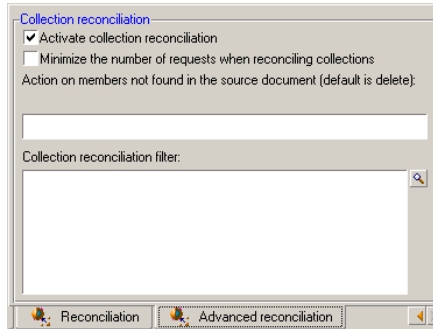 Collection reconciliation
Activate collection reconciliation
Minimize the number of requests when reconciling collections
Action on members not found in the source document (default is delete):
Collection reconciliation filter:
Reconciliation
Advanced reconciliation